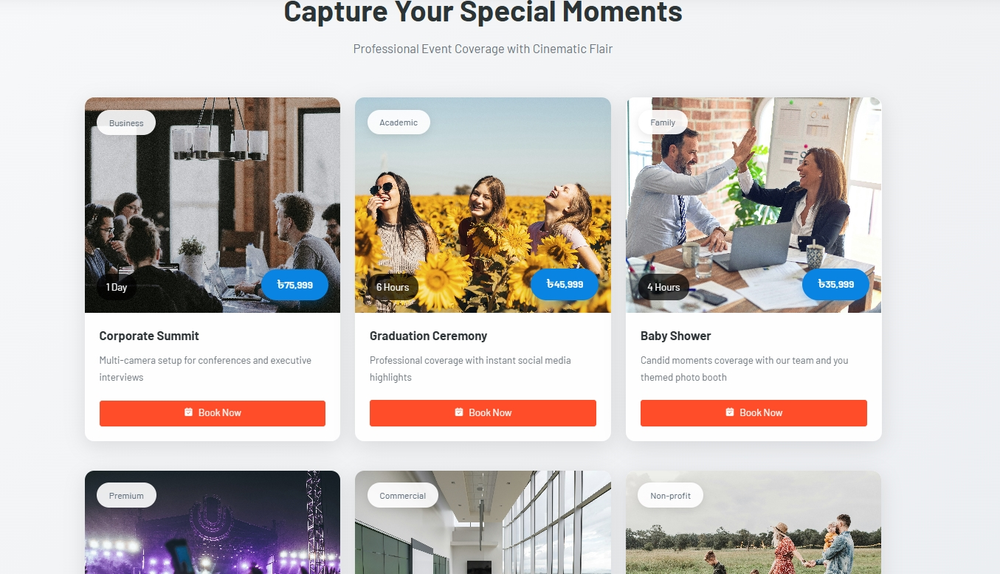 Capture Your Special Moments
Professional Event Coverage with Cinematic Flair
Business
1 Day
৳75,999
Corporate Summit
Multi-camera setup for conferences and executive
interviews
Book Now
Academic
6 Hours
৳45,999
Graduation Ceremony
Professional coverage with instant social media
highlights
Book Now
Family
4 Hours
৳35,999
Baby Shower
Candid moments coverage with our team and you
themed photo booth
Book Now
Premium
Commercial
Non-profit